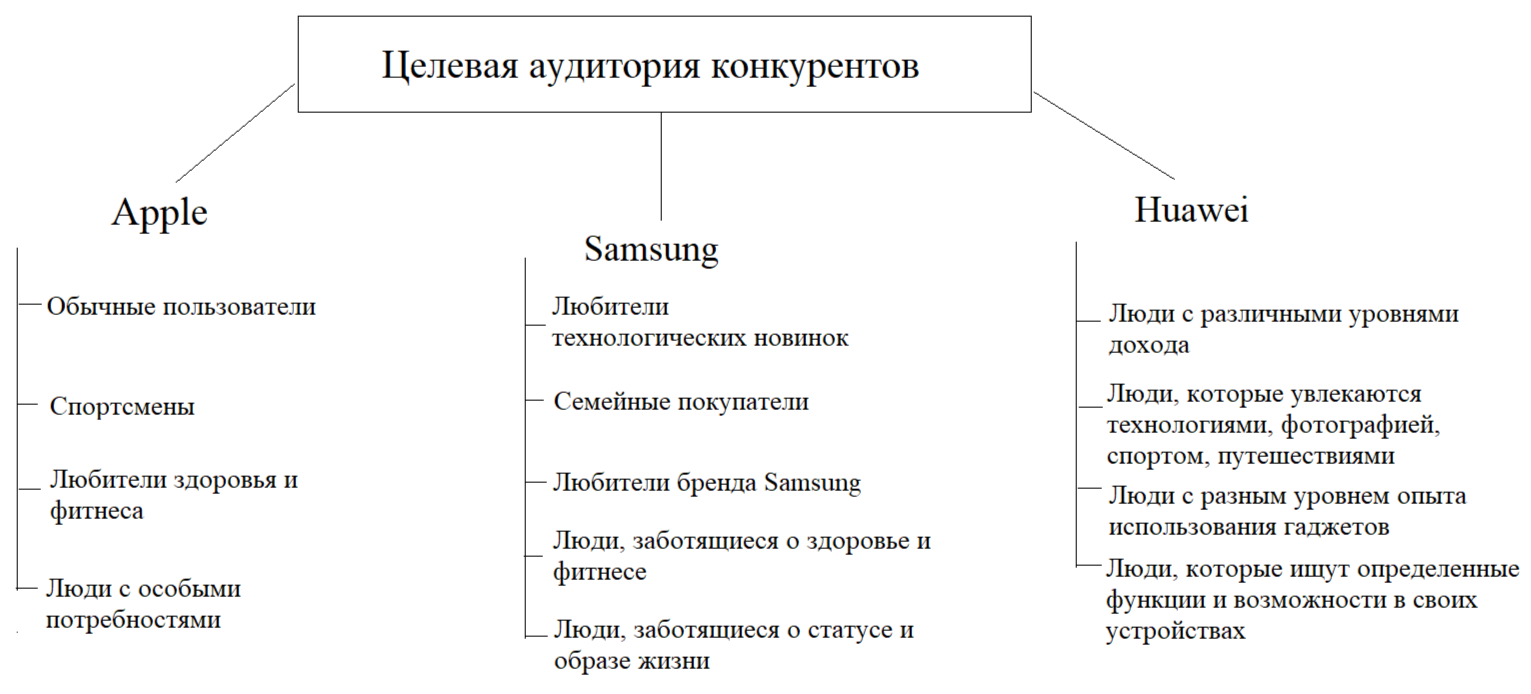 Целевая аудитория конкурентов
Apple
Обычные пользователи
Спортсмены
Любители здоровья и
фитнеса
Люди с особыми
потребностями
Samsung
Любители
технологических новинок
Семейные покупатели
Любители бренда Samsung
Люди, заботящиеся о здоровье и
фитнесе
Люди, заботящиеся о статусе и
образе жизни
Huawei
Люди с различными уровнями
дохода
Люди, которые увлекаются
технологиями, фотографией,
спортом, путешествиями
Люди с разным уровнем опыта
использования гаджетов
Люди, которые ищут определенные
функции и возможности в своих
устройствах